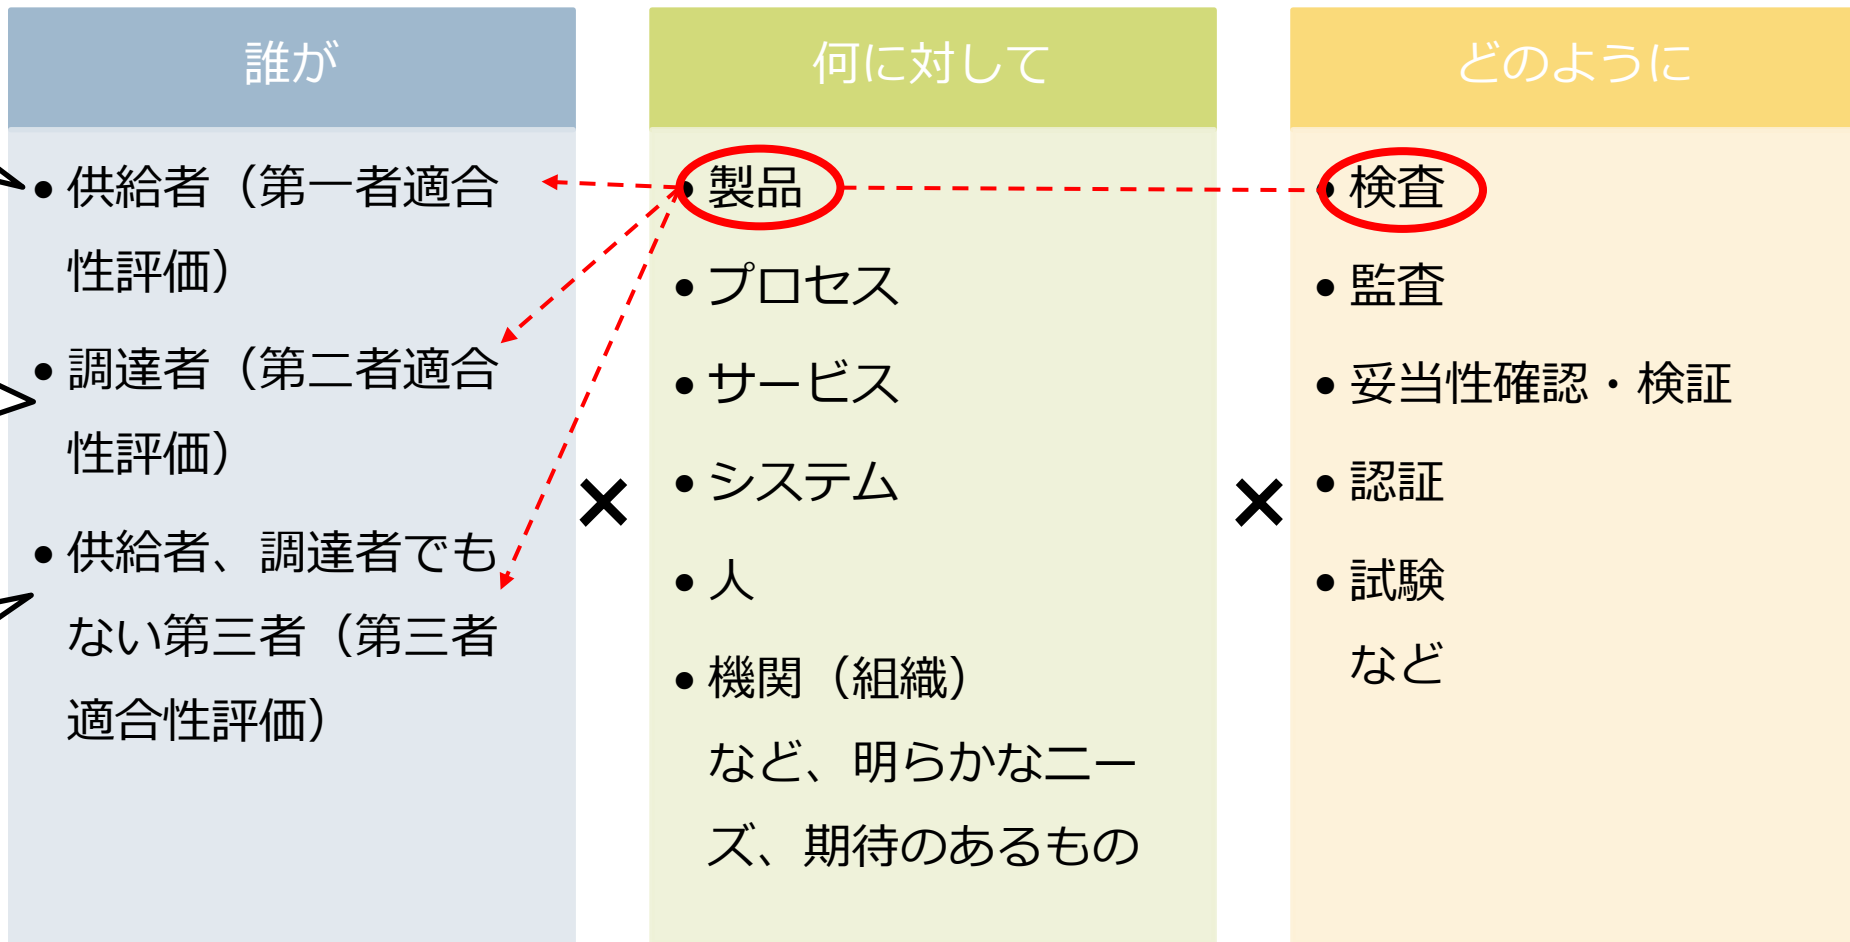 誰が
• 供給者（第一者適合
性評価）
• 調達者（第二者適合
性評価）
• 供給者、調達者でも
ない第三者（第三者
適合性評価）
×
何に対して
• 製品
• プロセス
• サービス
• システム
• 人
• 機関（組織）
など、明らかなニー
ズ、期待のあるもの
×
どのように
• 検査
• 監査
• 妥当性確認・検証
• 認証
• 試験
など